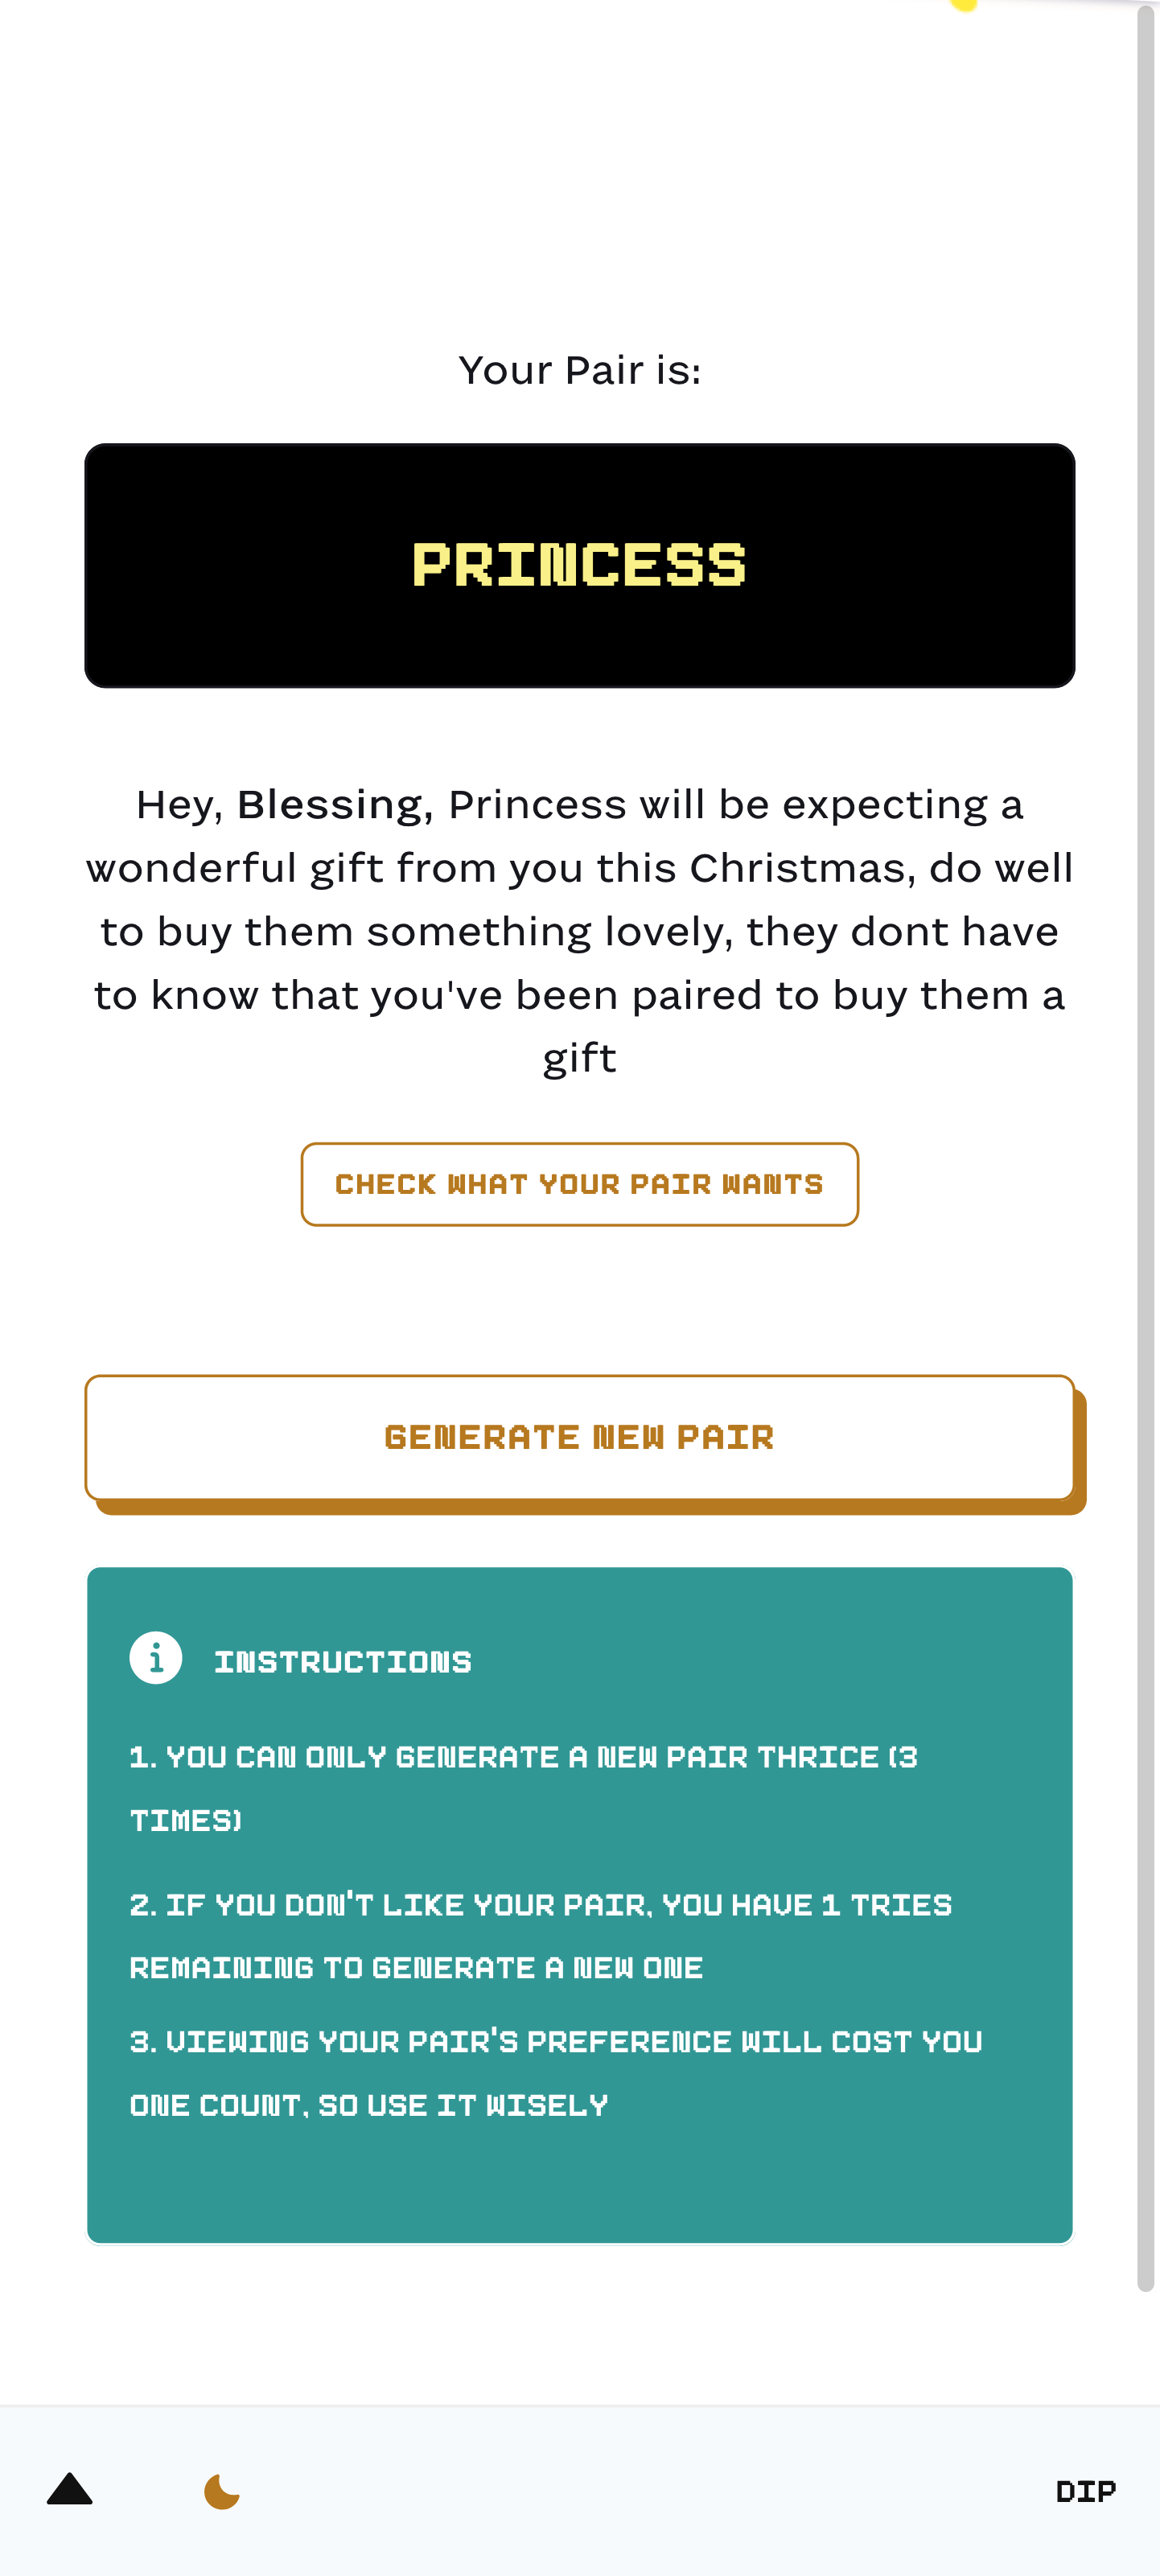 Your Pair is:
PRINCESS
Hey, Blessing, Princess will be expecting a
wonderful gift from you this Christmas, do well
to buy them something lovely, they dont have
to know that you've been paired to buy them a
gift
CHECK WHAT YOUR PAIR WANTS
GENERATE NEW PAIR
INSTRUCTIONS
1. YOU CAN ONLY GENERATE A NEW PAIR THRICE (3
TIMES)
2. IF YOU DON'T LIKE YOUR PAIR, YOU HAVE 1 TRIES
REMAINING TO GENERATE A NEW ONE
3. VIEWING YOUR PAIR'S PREFERENCE WILL COST YOU
ONE COUNT, SO USE IT WISELY
DIP